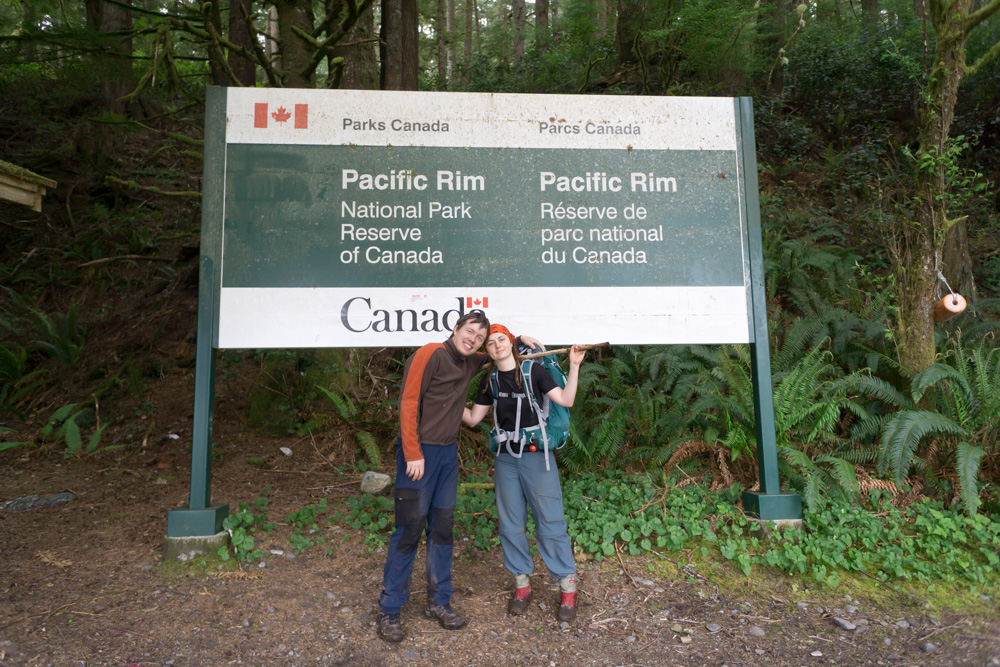 Parks Canada
Parcs Canada
Pacific Rim
National Park
Reserve
of Canada
Pacific Rim
Réserve de
parc national
du Canada
Canada